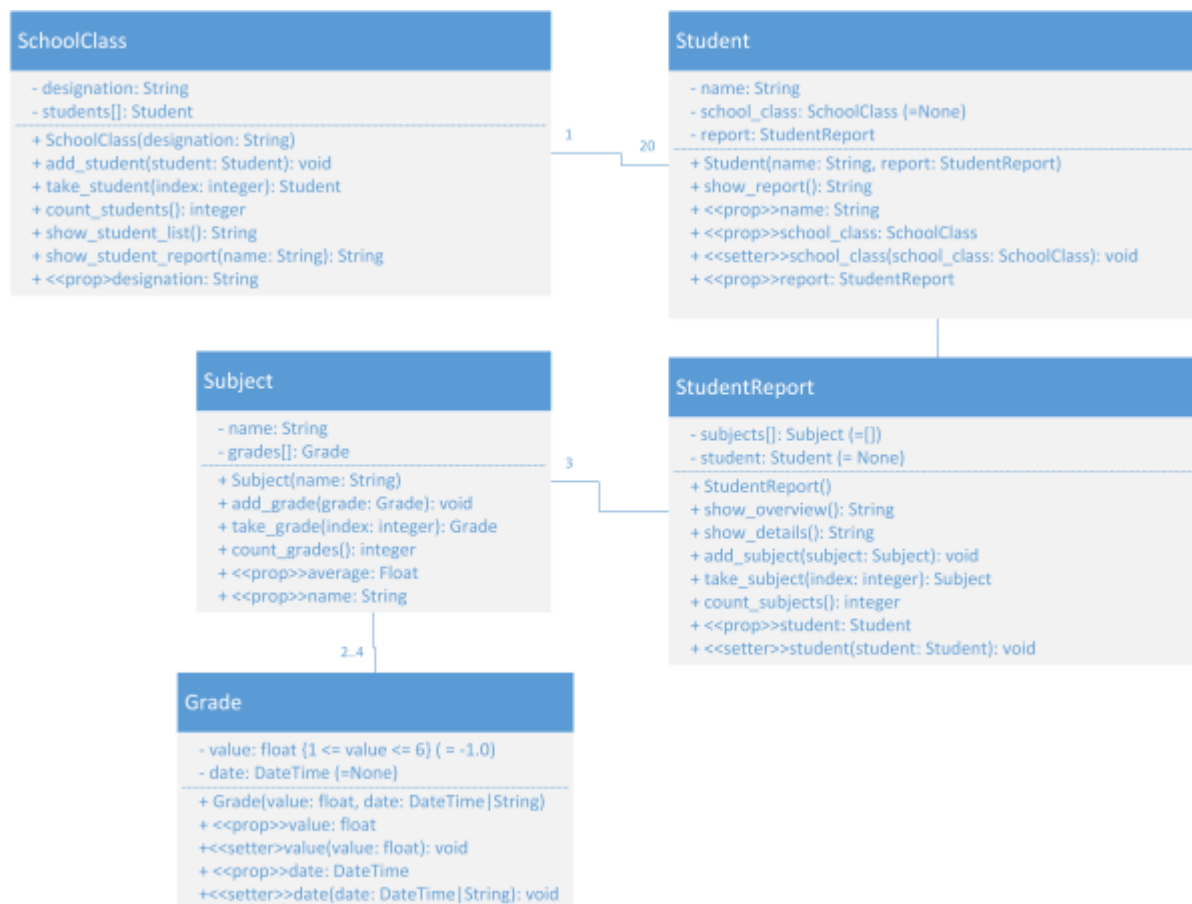 SchoolClass
- designation: String
- students[]: Student
+ SchoolClass(designation: String)
+ add_student(student: Student): void
+ take_student(index: integer): Student
+ count_students(): integer
+ show_student_list(): String
+ show_student_report(name: String): String
+ <<prop>designation: String
1
20
Student
- name: String
- school_class: SchoolClass (=None)
- report: StudentReport
+ Student(name: String, report: StudentReport)
+ show_report(): String
+ <<prop>>name: String
+ <<prop>>school_class: SchoolClass
+ <<setter>>school_class(school_class: SchoolClass): void
+ <<prop>>report: StudentReport
Subject
- name: String
- grades[]: Grade
+ Subject(name: String)
+ add_grade(grade: Grade): void
+ take_grade(index: integer): Grade
+ count_grades(): integer
+ <<prop>>average: Float
+ <<prop>>name: String
3
StudentReport
- subjects[]: Subject (=[])
- student: Student (= None)
+ StudentReport()
+ show_overview(): String
+ show_details(): String
+ add_subject(subject: Subject): void
+ take_subject(index: integer): Subject
+ count_subjects(): integer
+ <<prop>>student: Student
+ <<setter>>student(student: Student): void
2..4
Grade
- value: float {1 <= value <= 6} ( = -1.0)
- date: DateTime (=None)
+ Grade(value: float, date: DateTime|String)
+ <<prop>>value: float
+<<setter>value(value: float): void
+ <<prop>>date: DateTime
+<<setter>>date(date: DateTime|String): void